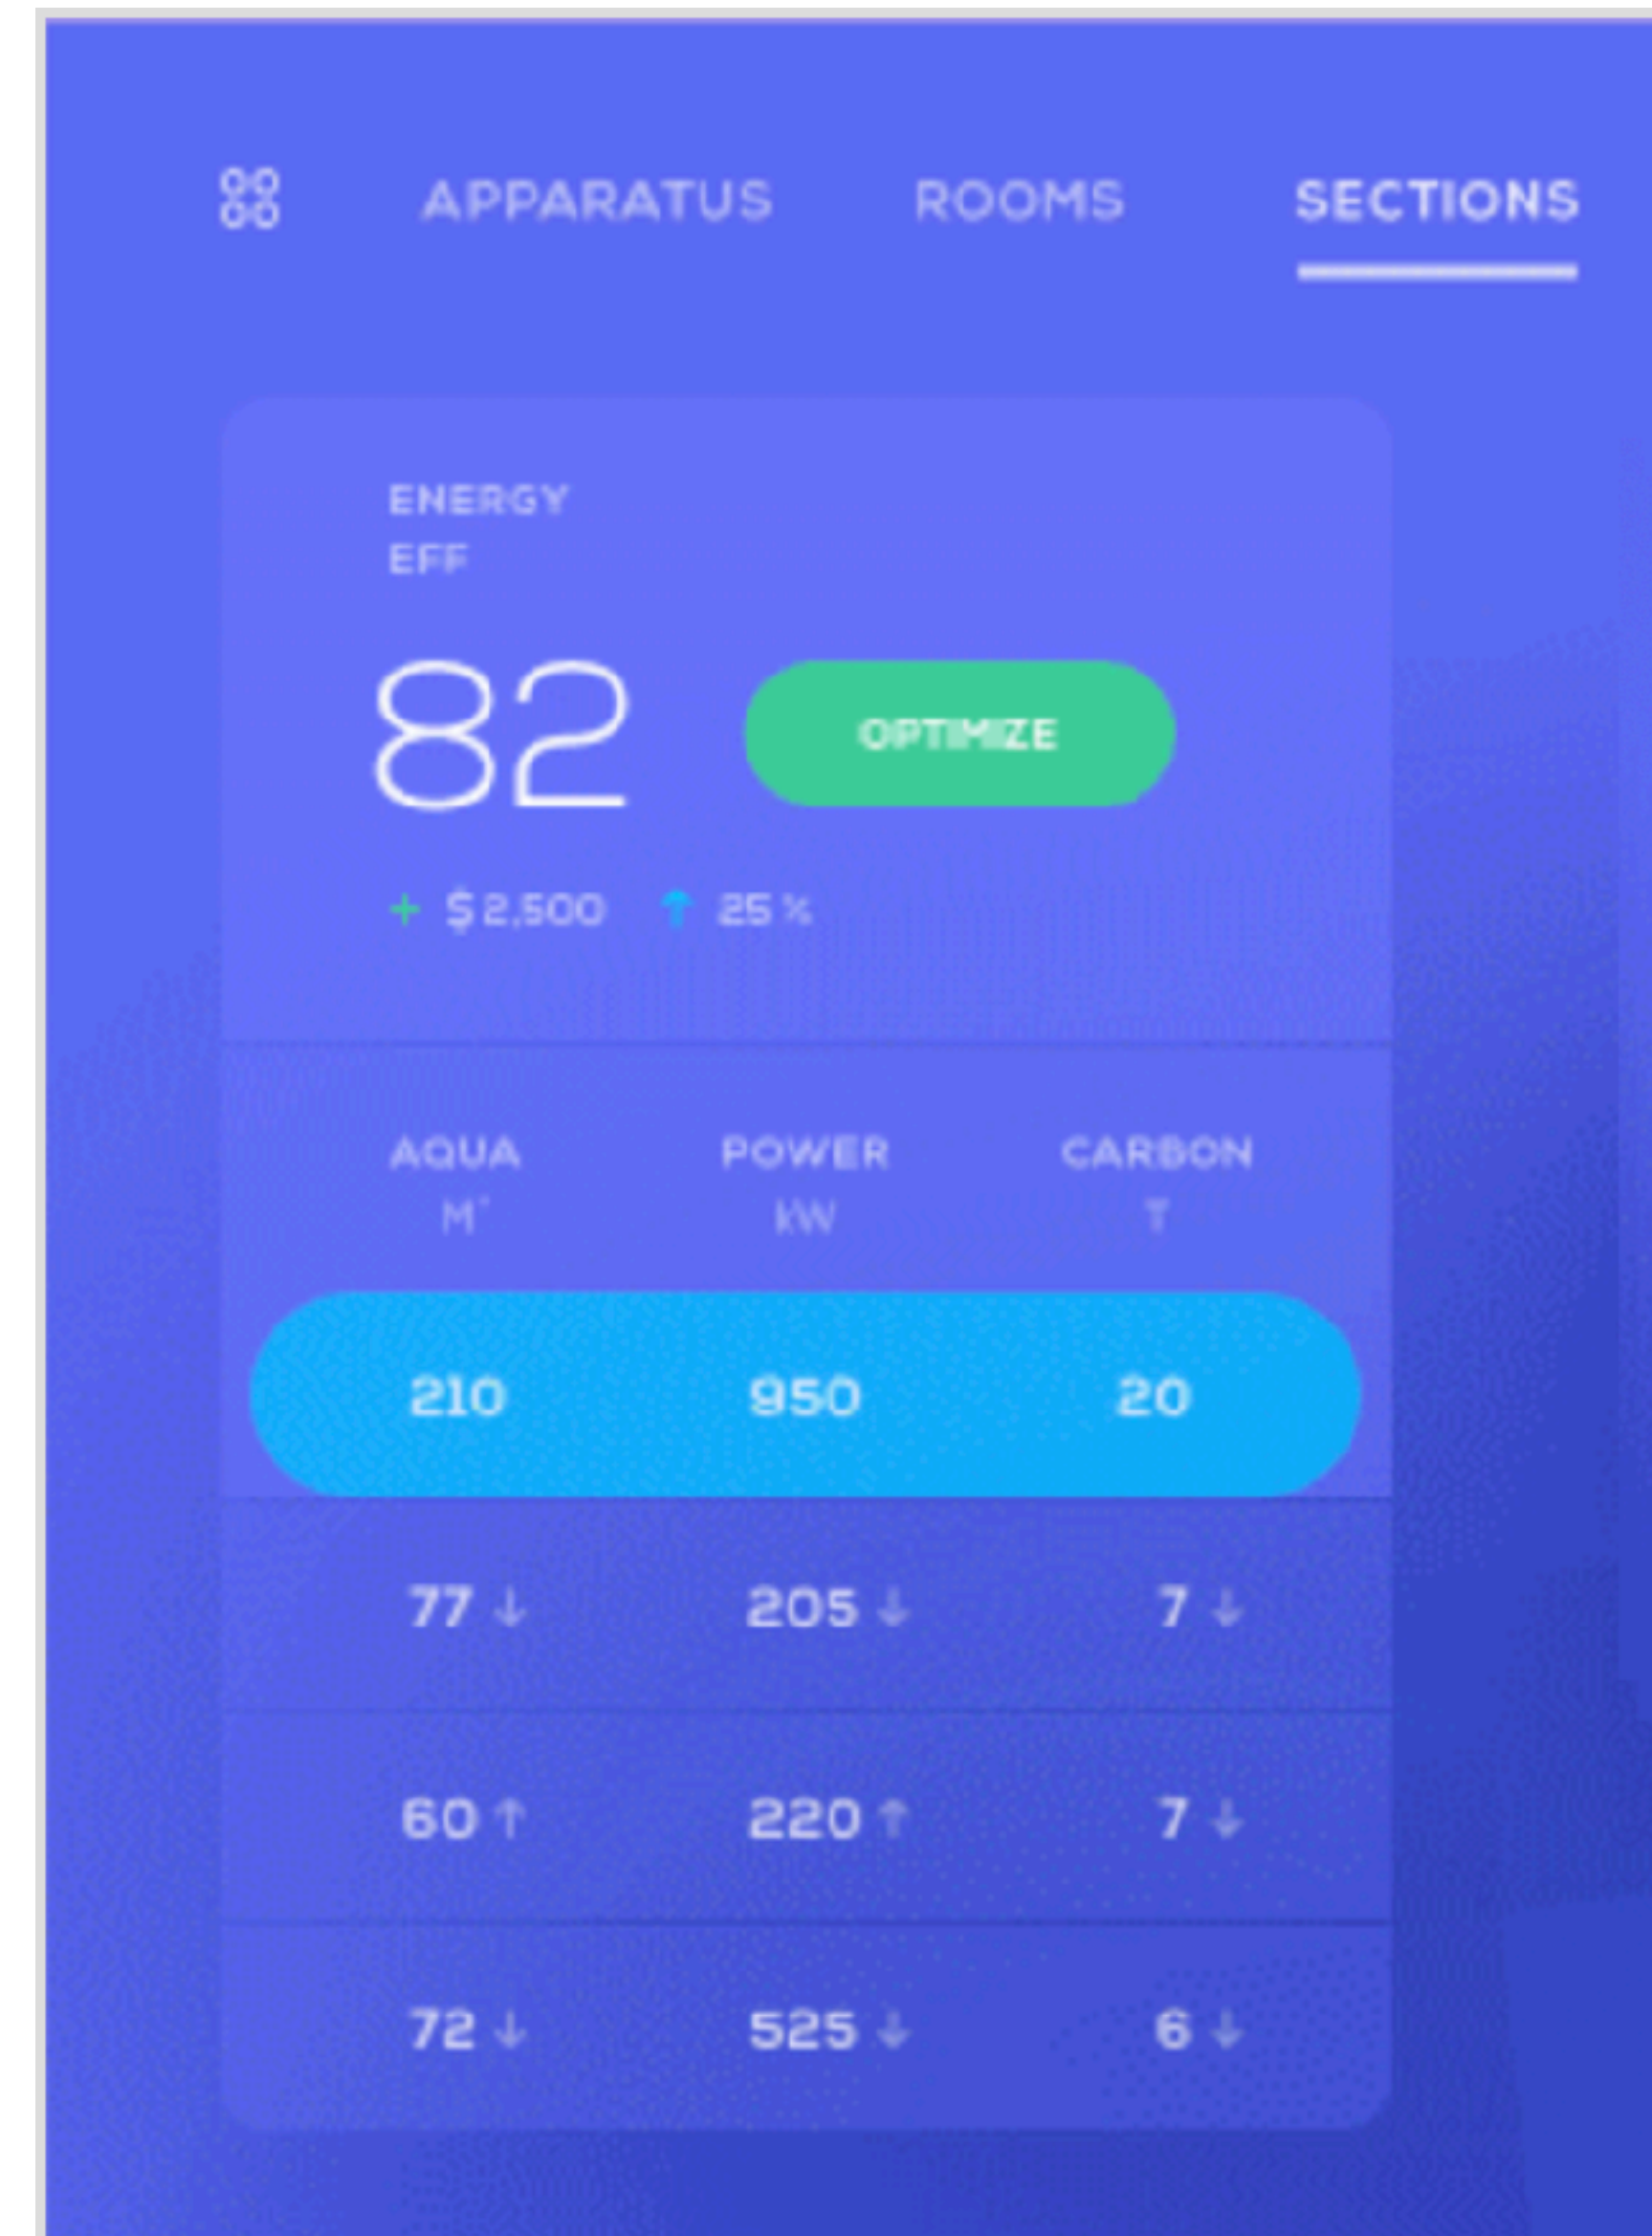 APPARATUS ROOMS SECTIONS
ENERGY
EFF
82 OPTIMIZE
+ $2,500 ↑ 25 %
AQUA POWER CARBON
M kW T
210 950 20
77 ↓ 205 ↓ 7 ↓
60 ↑ 220 ↑ 7 ↓
72 ↓ 525 ↓ 6 ↓